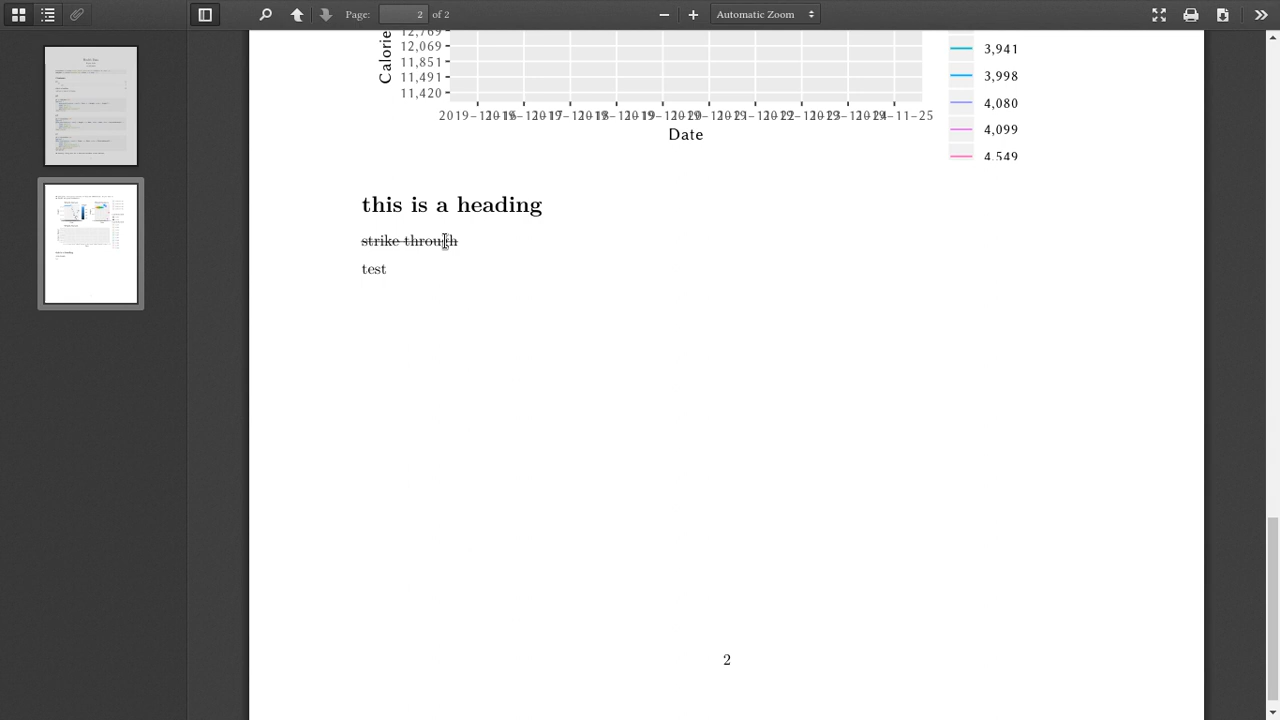 Page: 2 of 2
Automatic Zoom
12,769
12,069
11,851
11,491
11,420
Calorie
Date
3,941
3,998
4,080
4,099
4,549
this is a heading
strike through
test
2